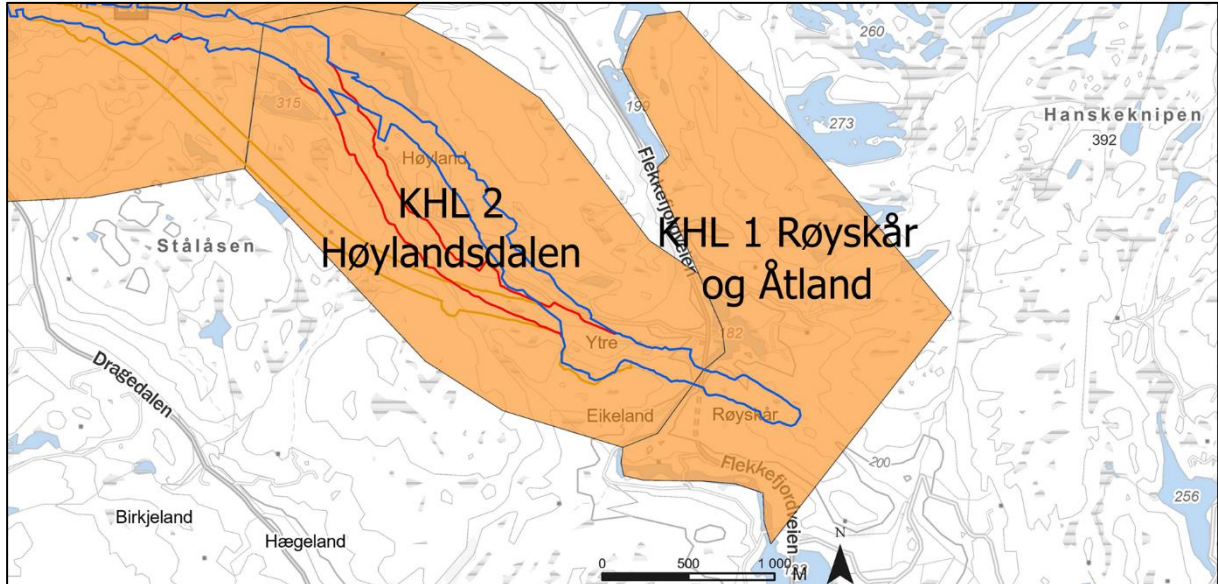 260
199
315
273
Hanskeknipen
392
Høyland
Flekkefjordveien
KHL 2
Høylandsdalen
KHL 1 Røyskår
og Åtland
Stålåsen
182
Ytre
Dragedalen
Eikeland
Røyskår
Flekkefjordveien
200
256
Birkjeland
Hægeland
N
0 500 1 000
M